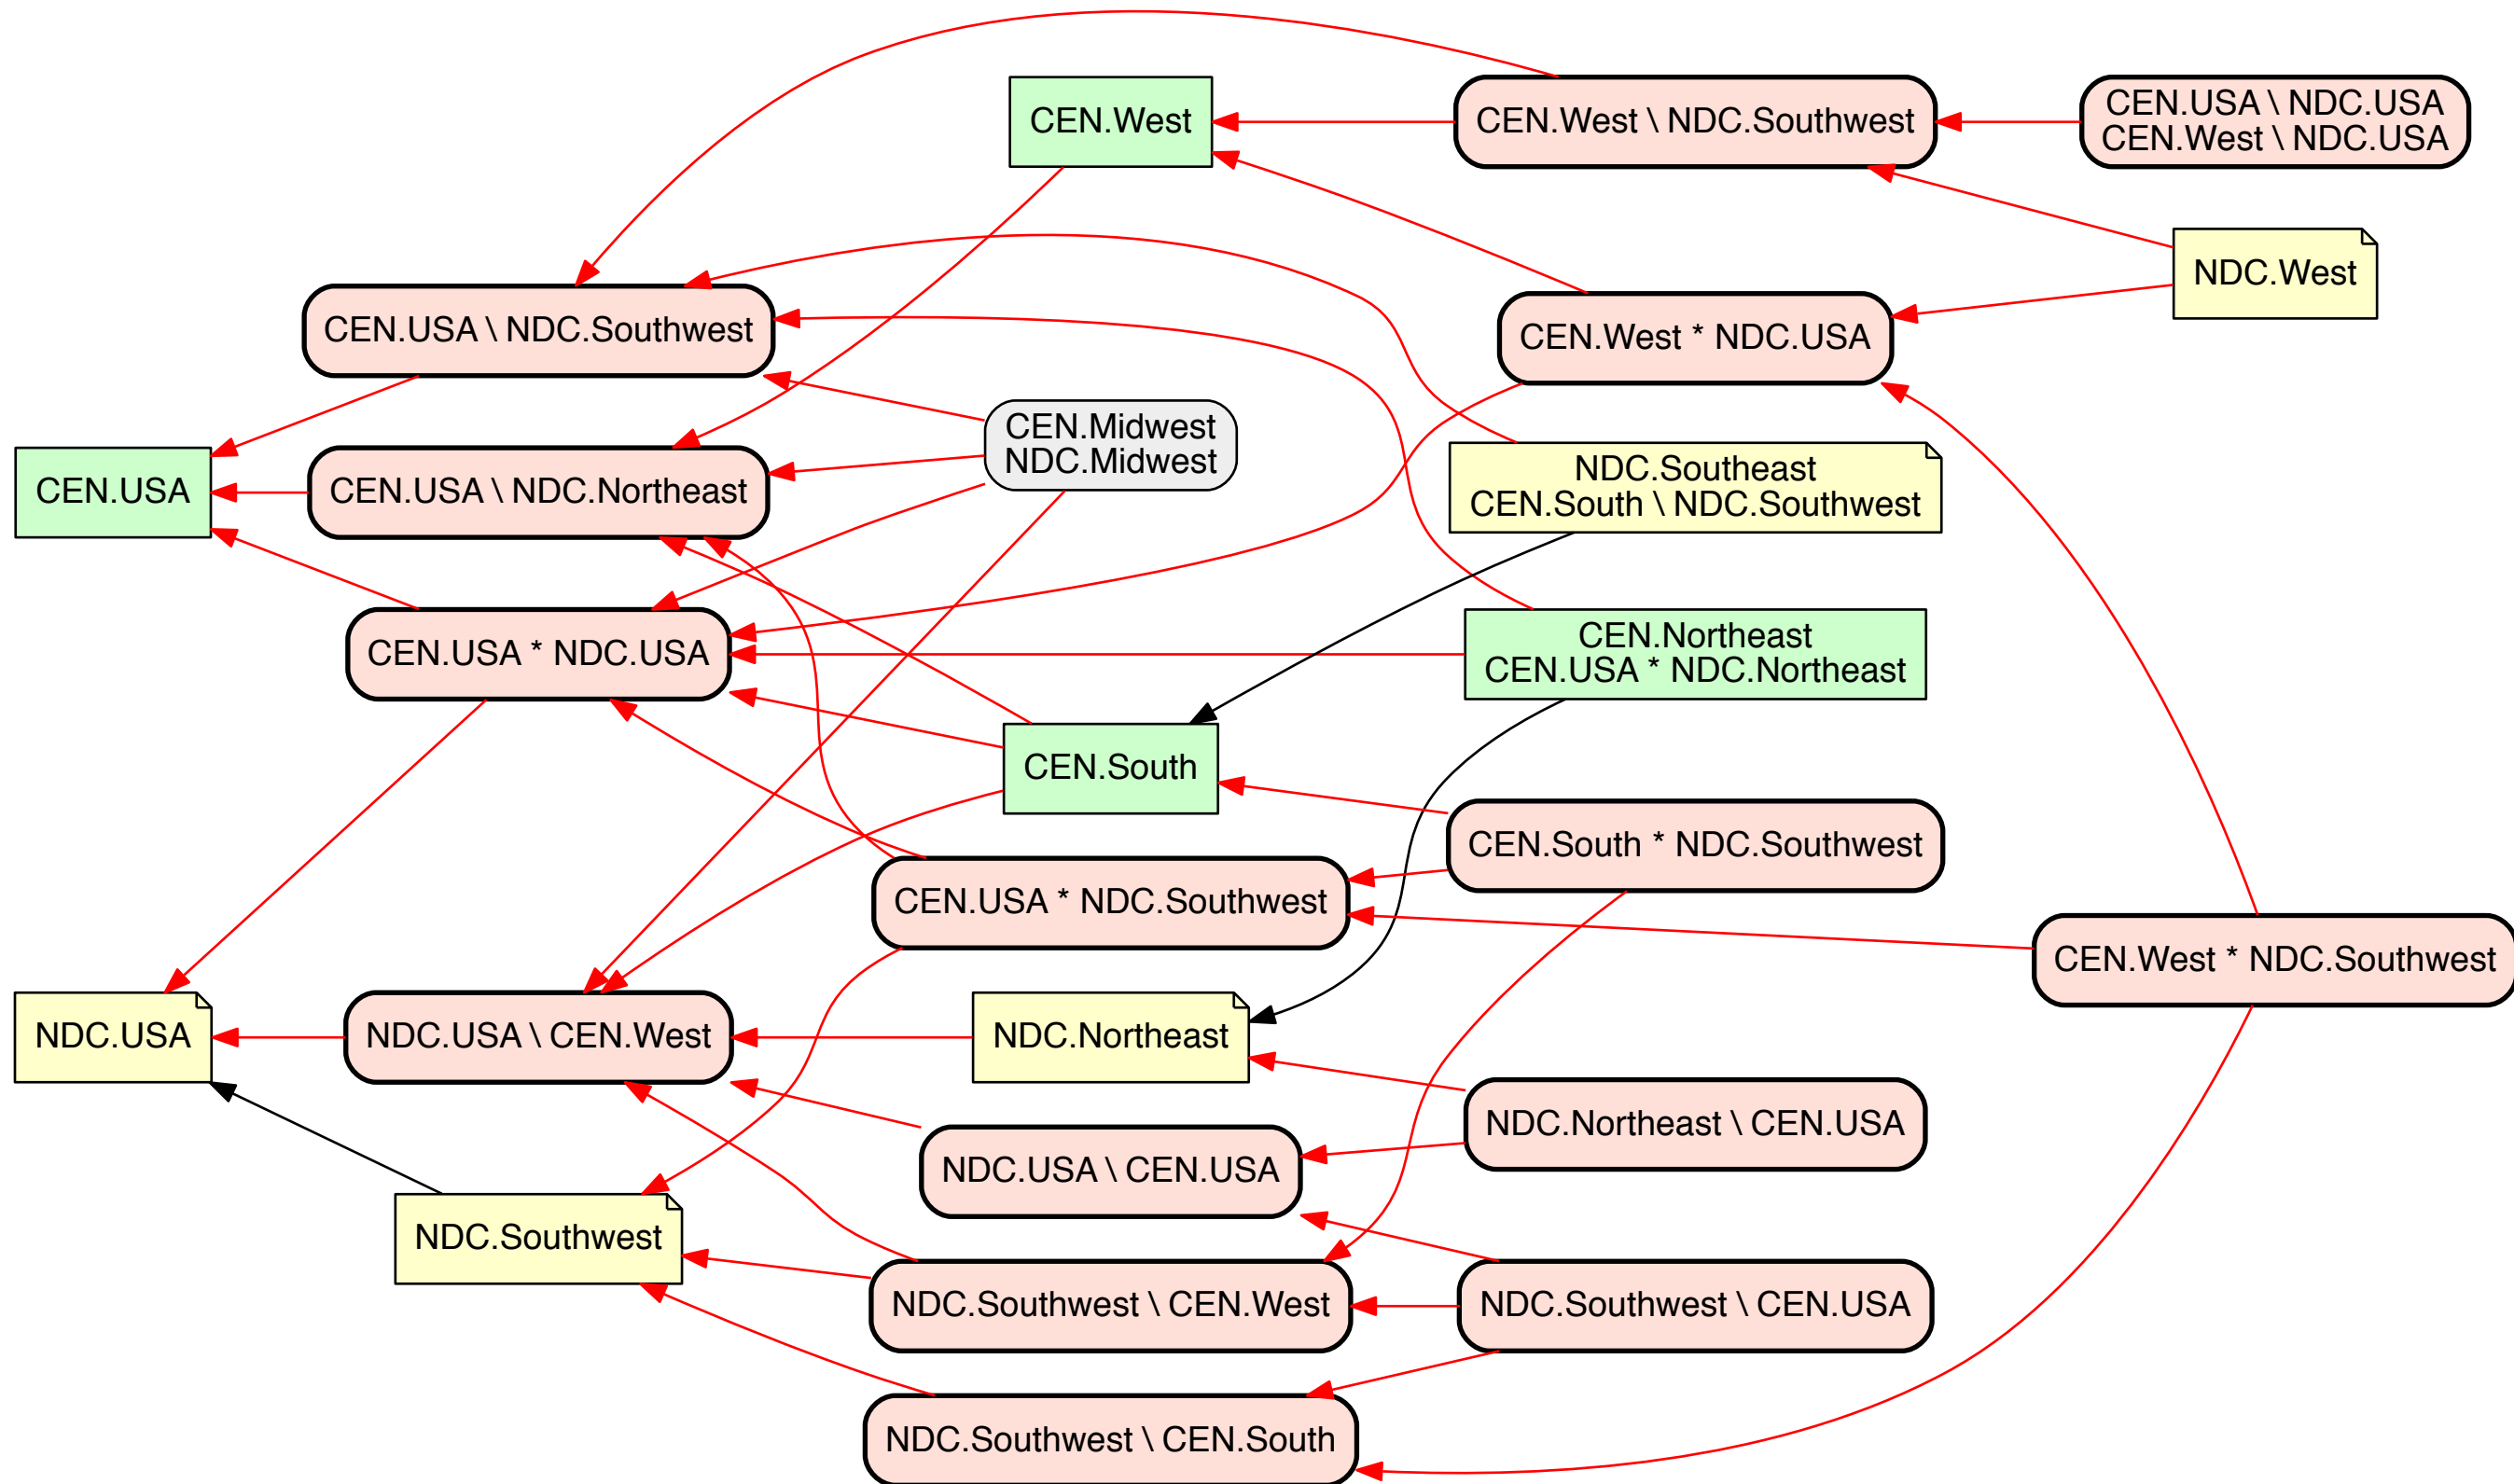 CEN.West
CEN.West \ NDC.Southwest
CEN.USA \ NDC.USA
CEN.West \ NDC.USA
NDC.West
CEN.USA \ NDC.Southwest
CEN.West * NDC.USA
CEN.Midwest
NDC.Midwest
NDC.Southeast
CEN.South \ NDC.Southwest
CEN.USA
CEN.USA \ NDC.Northeast
CEN.USA * NDC.USA
CEN.Northeast
CEN.USA * NDC.Northeast
CEN.South
CEN.South * NDC.Southwest
CEN.USA * NDC.Southwest
CEN.West * NDC.Southwest
NDC.USA
NDC.USA \ CEN.West
NDC.Northeast
NDC.Northeast \ CEN.USA
NDC.USA \ CEN.USA
NDC.Southwest
NDC.Southwest \ CEN.West
NDC.Southwest \ CEN.USA
NDC.Southwest \ CEN.South